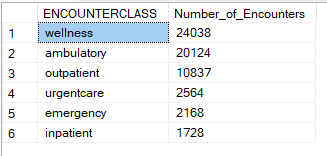 ENCOUNTERCLASS Number_of_Encounters
1 wellness 24038
2 ambulatory 20124
3 outpatient 10837
4 urgentcare 2564
5 emergency 2168
6 inpatient 1728